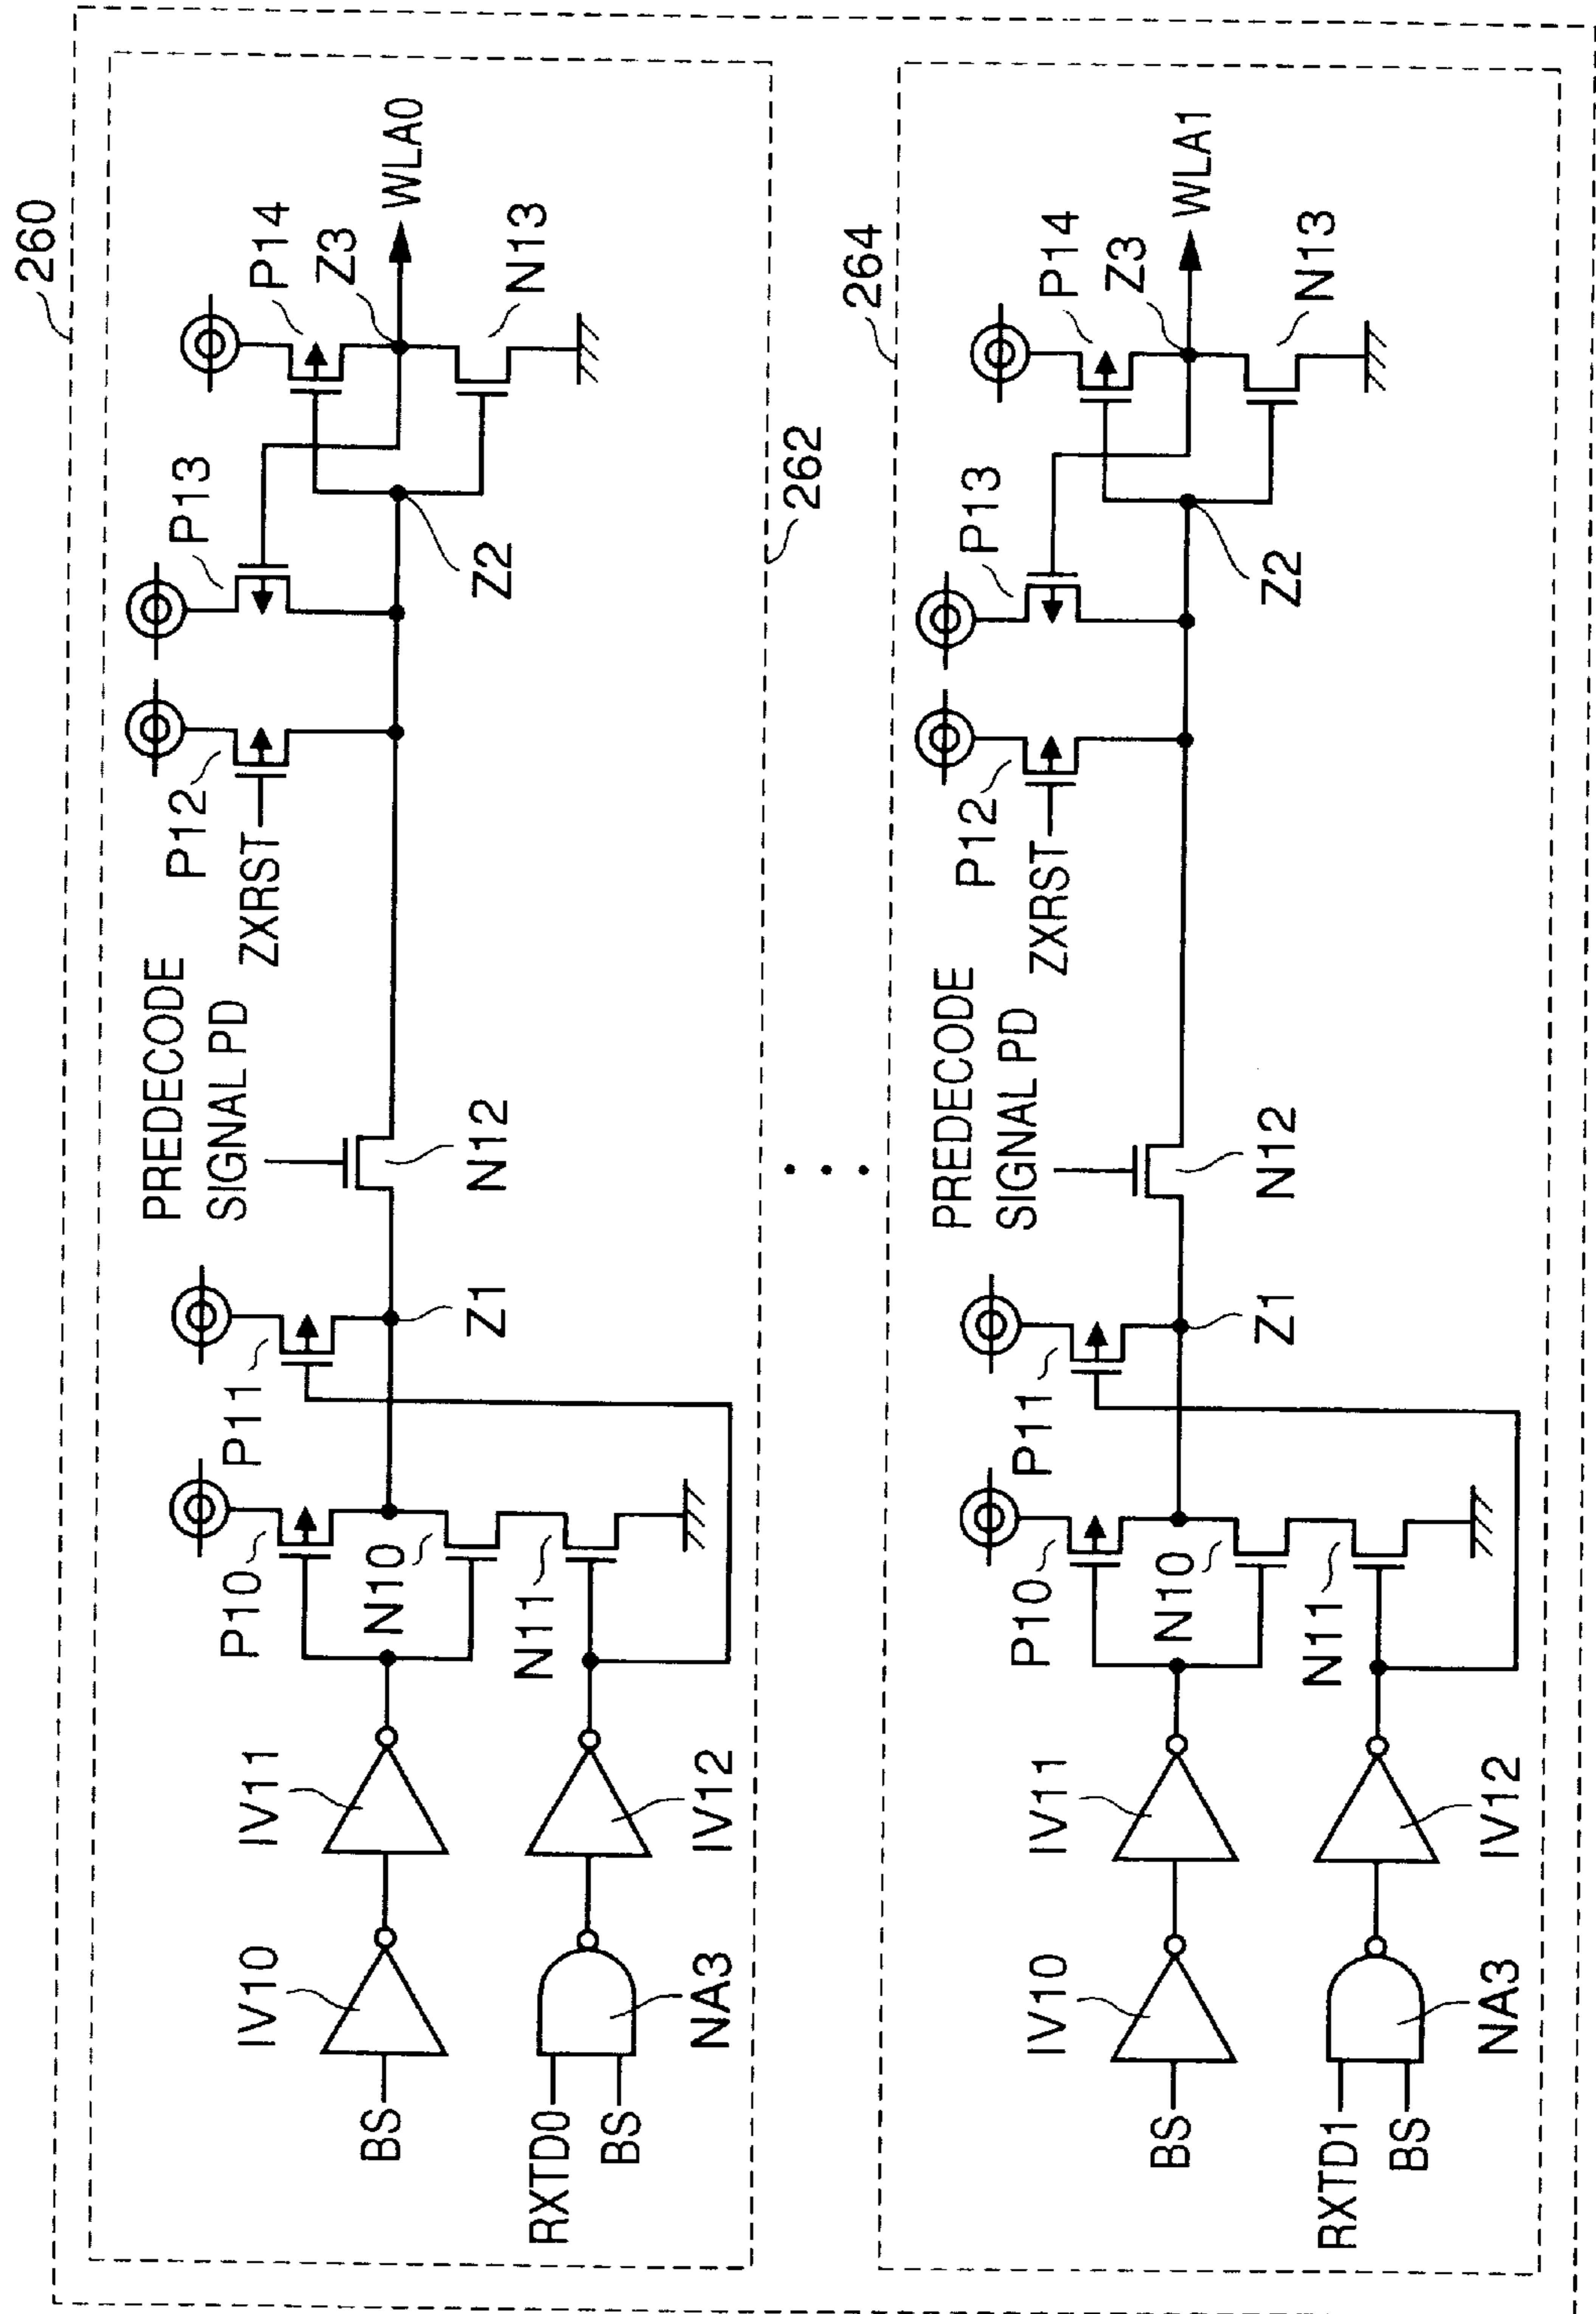 260
262
BS
IV10
IV11
RXTD0
BS
NA3
IV12
P10
N10
N11
P11
Z1
PREDECODE
SIGNAL PD
N12
ZXRST
P12
P13
Z2
P14
Z3
N13
WLA0
264
BS
IV10
IV11
RXTD1
BS
NA3
IV12
P10
N10
N11
P11
Z1
PREDECODE
SIGNAL PD
N12
ZXRST
P12
P13
Z2
P14
Z3
N13
WLA1